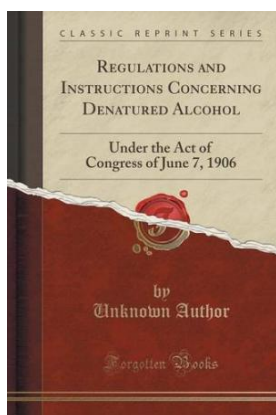 CLASSIC REPRINT SERIES
REGULATIONS AND
INSTRUCTIONS CONCERNING
DENATURED ALCOHOL
Under the Act of
Congress of June 7, 1906
by
Unknown Author
Forgotten Books